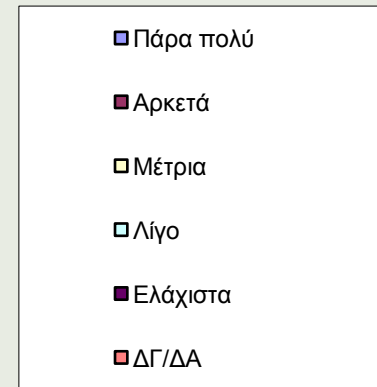 Πάρα πολύ
Αρκετά
Μέτρια
Λίγο
Ελάχιστα
ΔΓ/ΔΑ